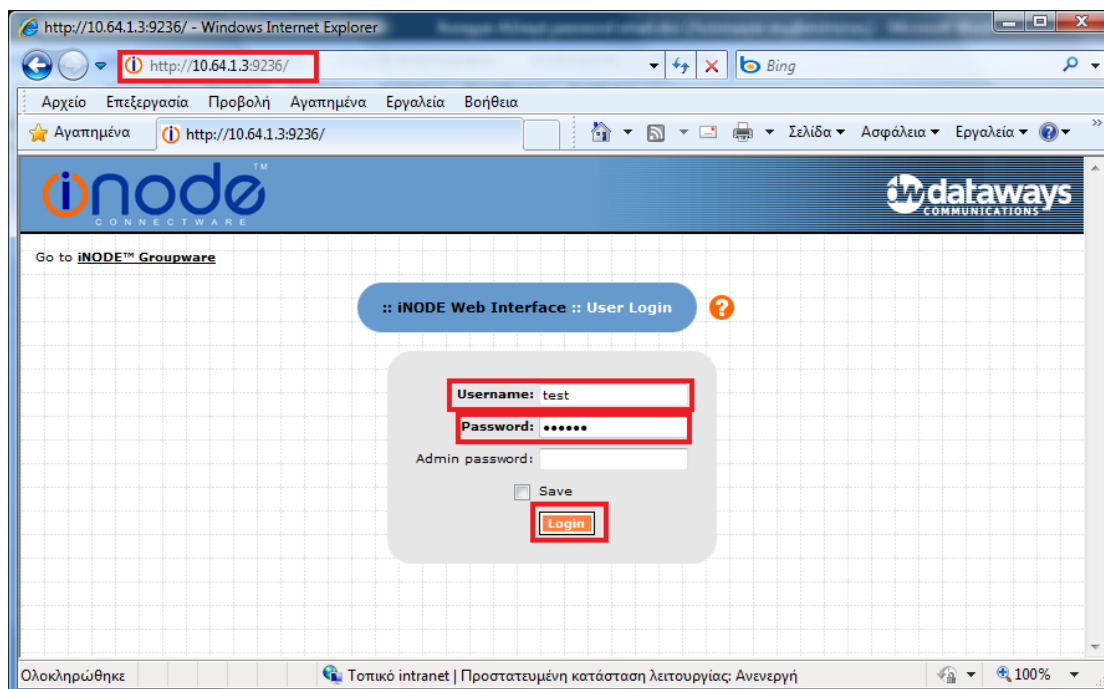 http://10.64.1.3:9236/ - Windows Internet Explorer
http://10.64.1.3:9236/
Bing
Αρχείο Επεξεργασία Προβολή Αγαπημένα Εργαλεία Βοήθεια
Αγαπημένα
http://10.64.1.3:9236/
Σελίδα Ασφάλεια Εργαλεία
inode™
CONNECTWARE
dataways
COMMUNICATIONS
Go to iNODE™ Groupware
:: iNODE Web Interface :: User Login
Username: test
Password: ••••••
Admin password:
Save
Login
Ολοκληρώθηκε
Τοπικό intranet | Προστατευμένη κατάσταση λειτουργίας: Ανενεργή
100%